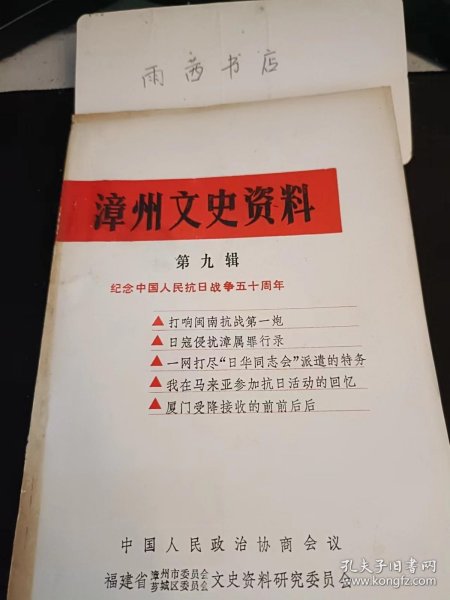 雨茜书店
漳州文史资料
第九辑
纪念中国人民抗日战争五十周年
▲打响闽南抗战第一炮
▲日寇侵扰漳属罪行录
▲一网打尽“日华同志会”派遣的特务
▲我在马来亚参加抗日活动的回忆
▲厦门受降接收的前前后后
中国人民政治协商会议
福建省漳州市委员会芗城区委员会文史资料研究委员会
孔夫子旧书网